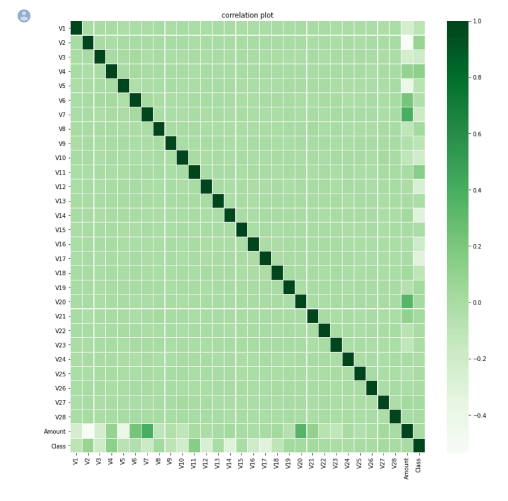 correlation plot
V1
V2
V3
V4
V5
V6
V7
V8
V9
V10
V11
V12
V13
V14
V15
V16
V17
V18
V19
V20
V21
V22
V23
V24
V25
V26
V27
V28
Amount
Class
V1 V2 V3 V4 V5 V6 V7 V8 V9 V10 V11 V12 V13 V14 V15 V16 V17 V18 V19 V20 V21 V22 V23 V24 V25 V26 V27 V28 Amount Class
1.0
0.8
0.6
0.4
0.2
0.0
−0.2
−0.4